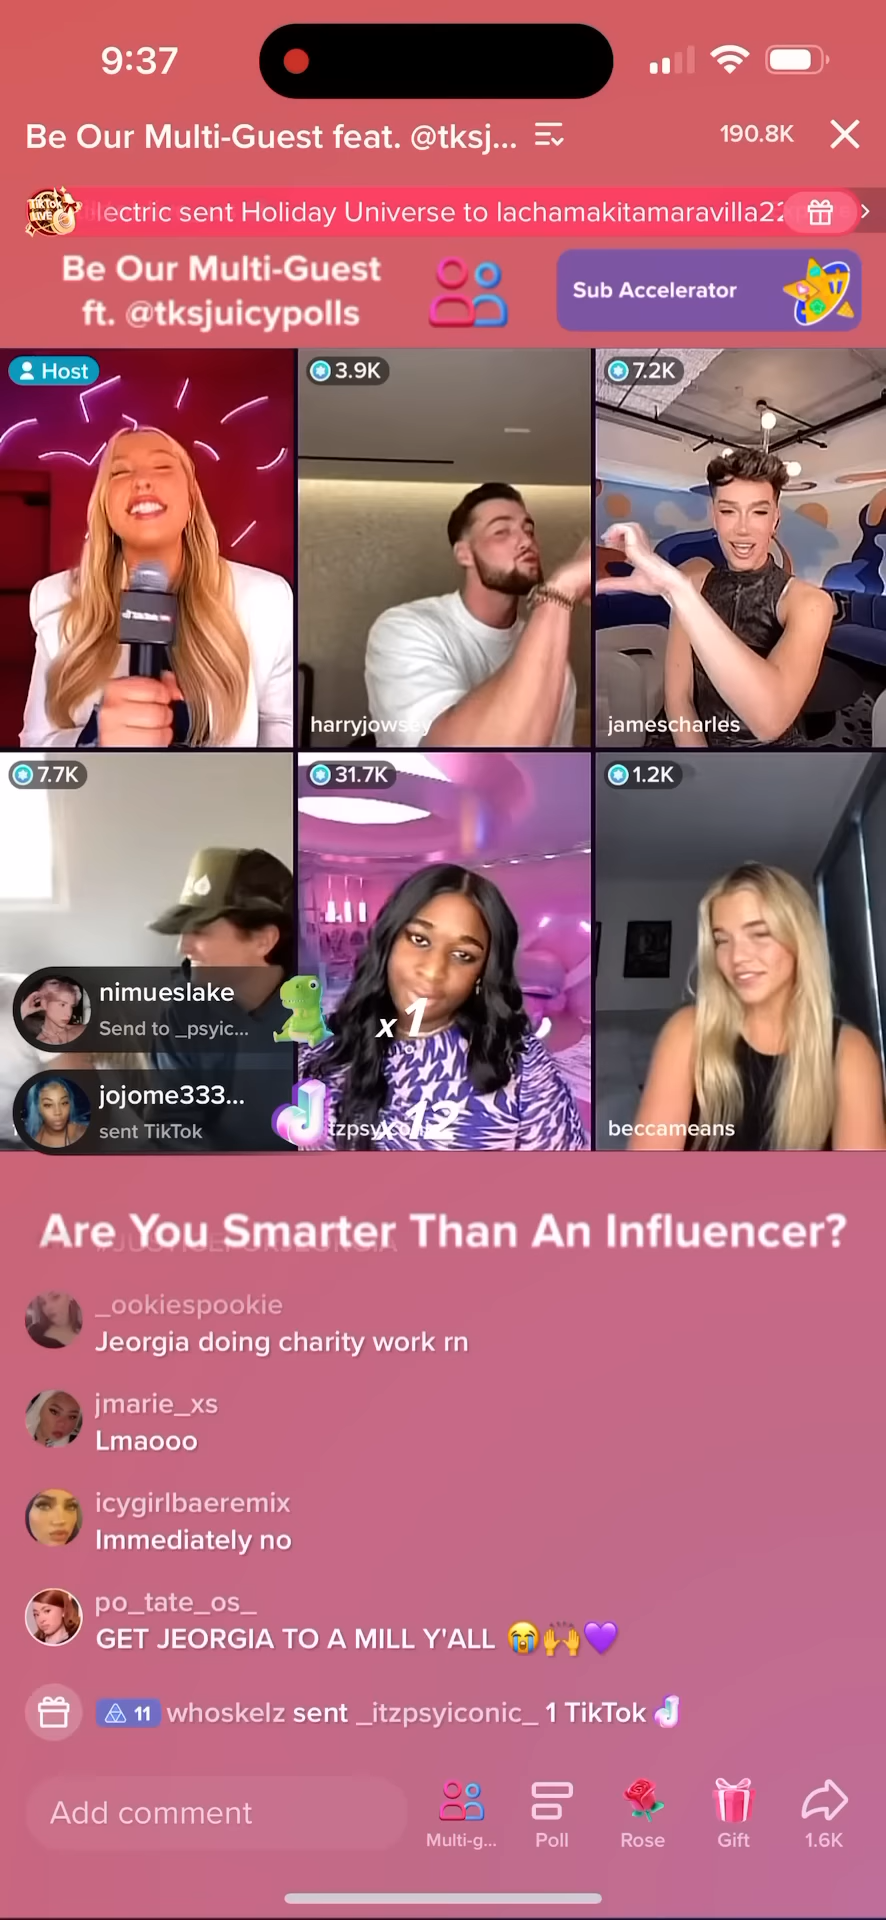 9:37
Be Our Multi-Guest feat. @tksj...
190.8K
lectric sent Holiday Universe to lachamakitamaravilla22
Be Our Multi-Guest
ft. @tksjuicypolls
Sub Accelerator
Host
3.9K
7.2K
harryjowsey
jamescharles
7.7K
31.7K
1.2K
nimueslake
Send to _psyic...
x1
jojome333...
sent TikTok
x12
beccameans
Are You Smarter Than An Influencer?
_ookiespookie
Jeorgia doing charity work rn
jmarie_xs
Lmaooo
icygirlbaeremix
Immediately no
po_tate_os_
GET JEORGIA TO A MILL Y'ALL 😭🙌💜
11 whoskelz sent _itzpsyiconic_ 1 TikTok
Add comment
Multi-g...
Poll
Rose
Gift
1.6K